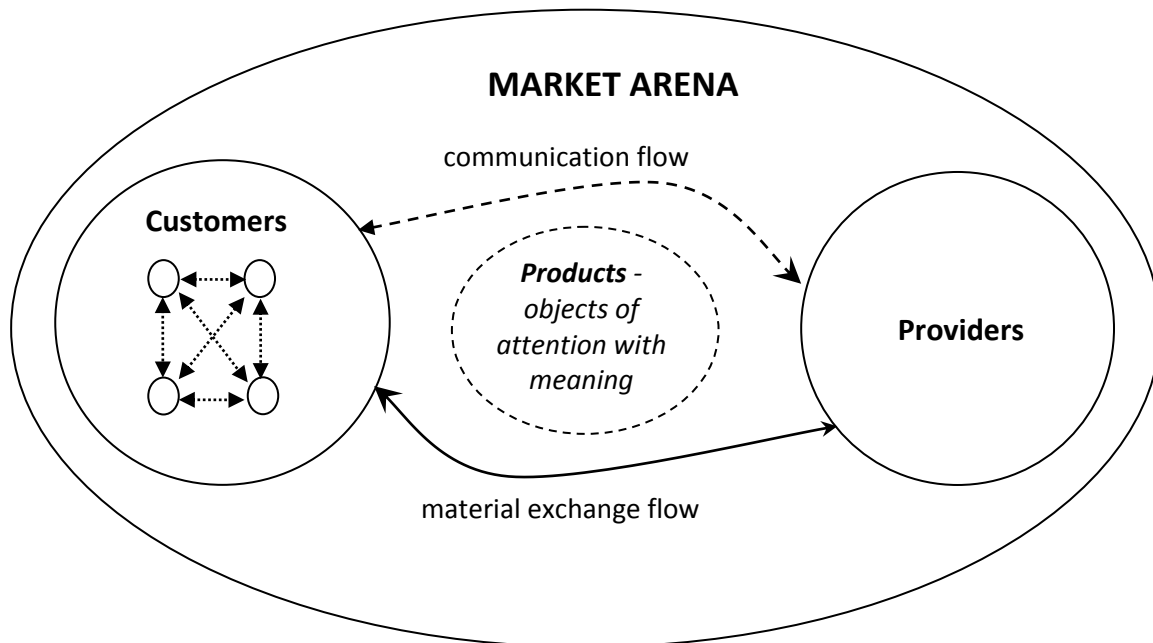 MARKET ARENA
communication flow
Customers
Products -
objects of
attention with
meaning
Providers
material exchange flow